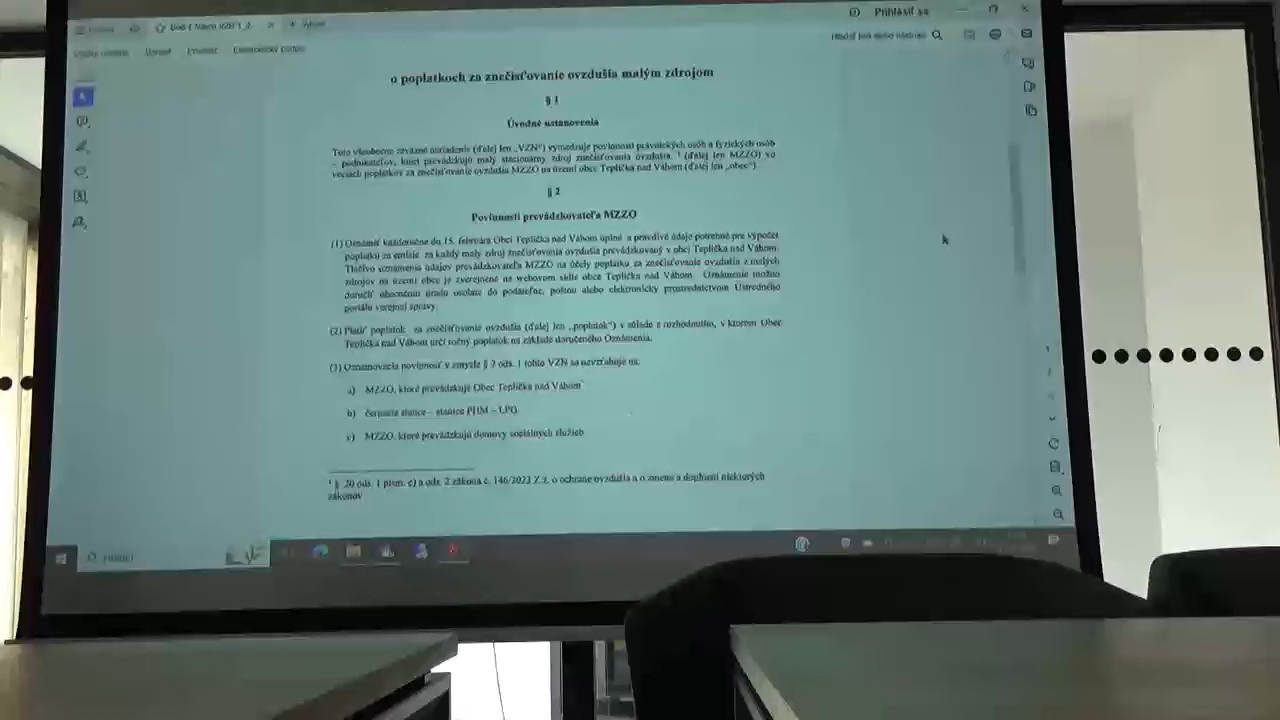 Prihlásiť sa
o poplatkoch za znečisťovanie ovzdušia malým zdrojom
§ 1
Úvodné ustanovenia
Toto všeobecne záväzné nariadenie (ďalej len „VZN“) vymedzuje povinnosti právnických osôb a fyzických osôb
– podnikateľov, ktorí prevádzkujú malý stacionárny zdroj znečisťovania ovzdušia, ¹ (ďalej len MZZO) vo
veciach poplatkov za znečisťovanie ovzdušia MZZO na území obce Teplička nad Váhom (ďalej len „obec“).
§ 2
Povinnosti prevádzkovateľa MZZO
(1) Oznámiť každoročne do 15. februára Obci Teplička nad Váhom úplné a pravdivé údaje potrebné pre výpočet
poplatku za emisie za každý malý zdroj znečisťovania ovzdušia prevádzkovaný v obci Teplička nad Váhom.
Tlačivo oznámenia údajov prevádzkovateľa MZZO na účely poplatku za znečisťovanie ovzdušia z malých
zdrojov na území obce je zverejnené na webovom sídle obce Teplička nad Váhom. Oznámenie možno
doručiť obecnému úradu osobne do podateľne, poštou alebo elektronicky prostredníctvom Ústredného
portálu verejnej správy.
(2) Platiť poplatok za znečisťovanie ovzdušia (ďalej len „poplatok“) v súlade s rozhodnutím, v ktorom Obec
Teplička nad Váhom určí ročný poplatok na základe doručeného Oznámenia.
(3) Oznamovacia povinnosť v zmysle § 2 ods. 1 tohto VZN sa nevzťahuje na:
a) MZZO, ktoré prevádzkuje Obec Teplička nad Váhom
b) čerpacie stanice – stanice PHM – LPG
c) MZZO, ktoré prevádzkujú domovy sociálnych služieb
¹ § 20 ods. 1 písm. c) a ods. 2 zákona č. 146/2023 Z.z. o ochrane ovzdušia a o zmene a doplnení niektorých
zákonov